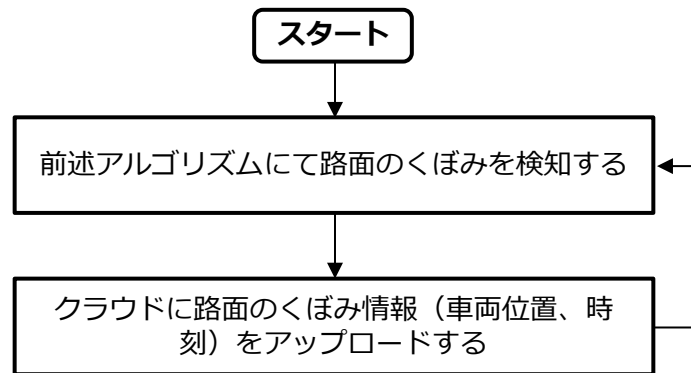 スタート
前述アルゴリズムにて路面のくぼみを検知する
クラウドに路面のくぼみ情報（車両位置、時
刻）をアップロードする